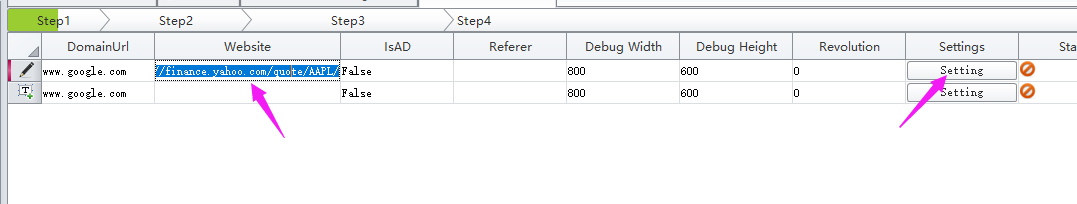 Step1 Step2 Step3 Step4
DomainUrl Website IsAD Referer Debug Width Debug Height Revolution Settings Sta
www.google.com //finance.yahoo.com/quote/AAPL/ False 800 600 0 Setting
www.google.com False 800 600 0 Setting